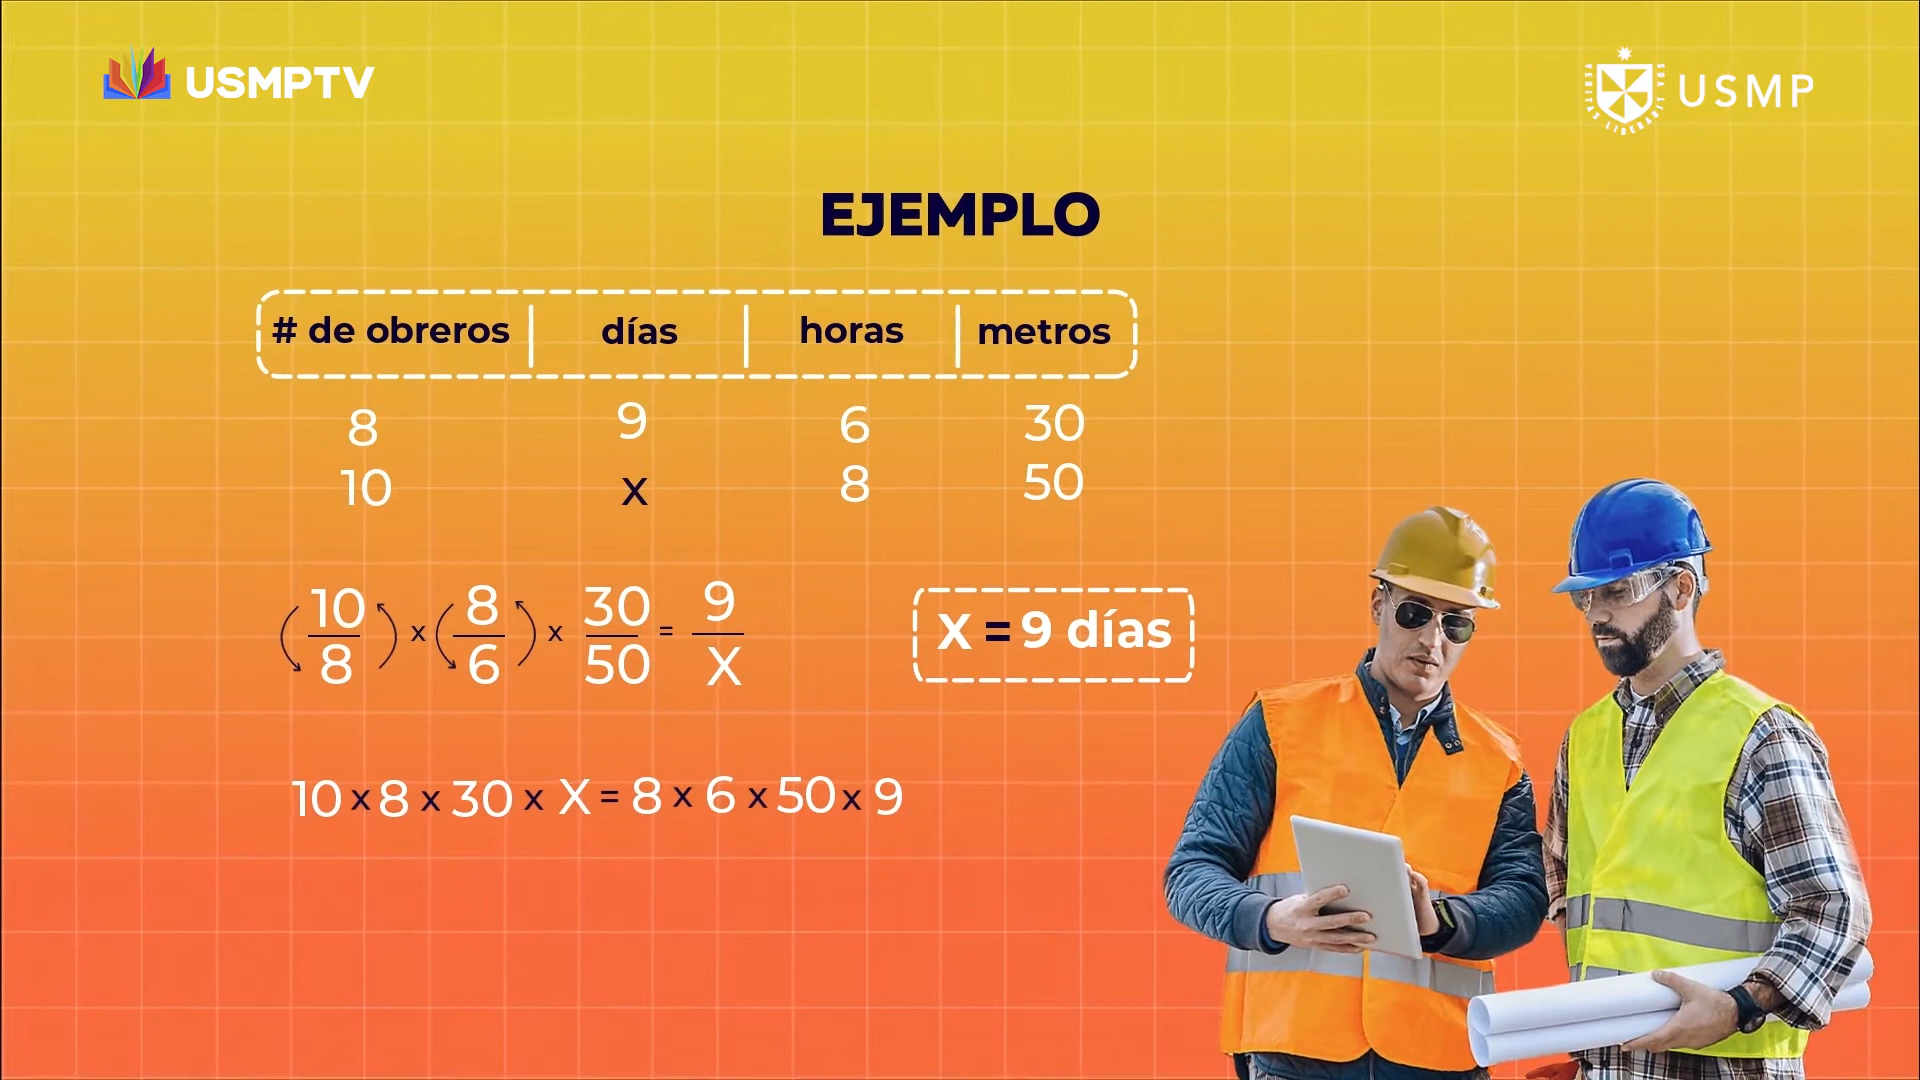 USMPTV
USMP
EJEMPLO
# de obreros días horas metros
8 9 6 30
10 x 8 50
10/8 x 8/6 x 30/50 = 9/X
X = 9 días
10 x 8 x 30 x X = 8 x 6 x 50 x 9